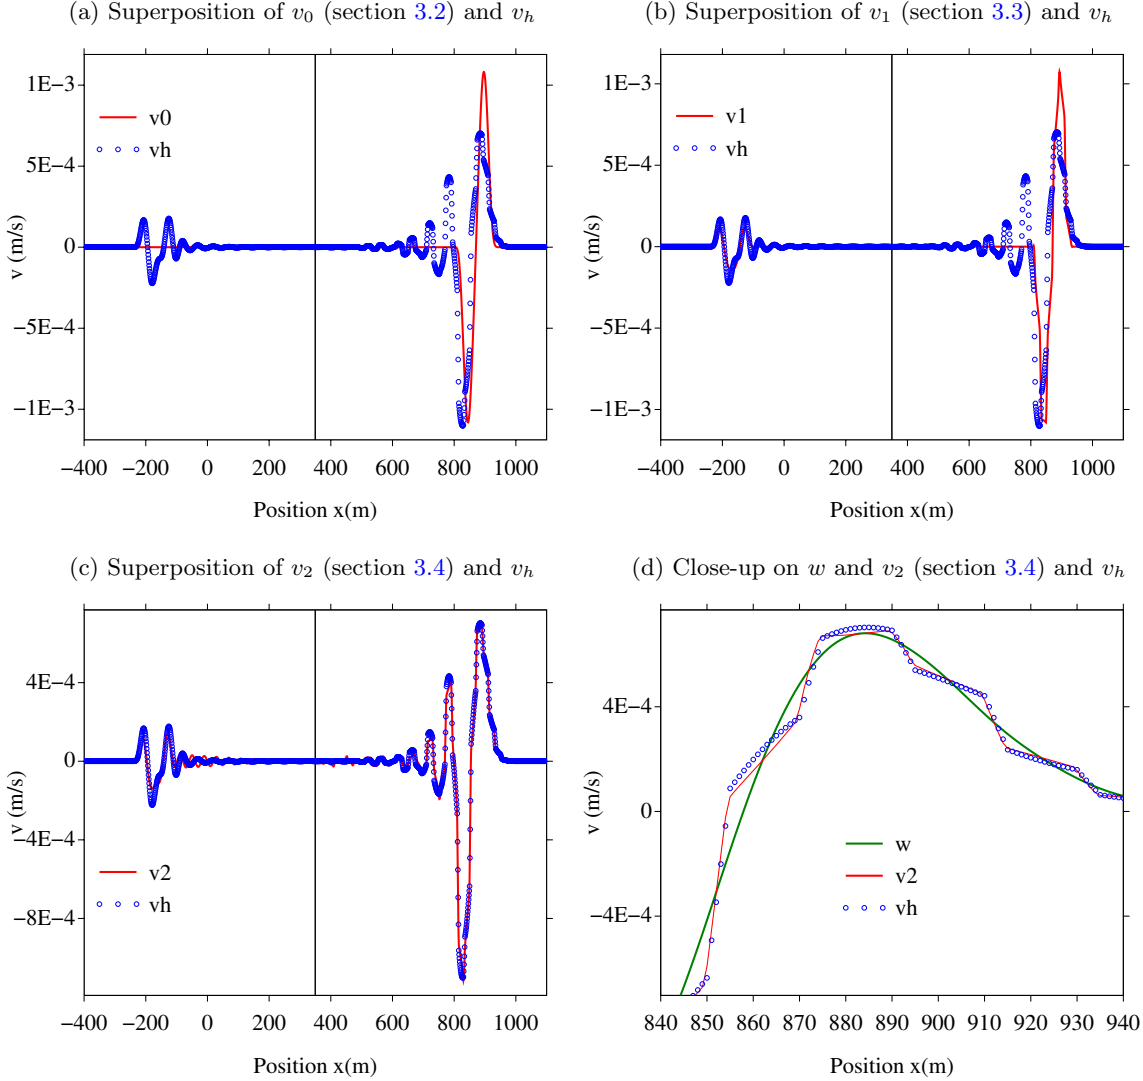 (a) Superposition of v0 (section 3.2) and vh
1E−3
5E−4
0
−5E−4
−1E−3
v (m/s)
v0
vh
−400 −200 0 200 400 600 800 1000
Position x(m)
(b) Superposition of v1 (section 3.3) and vh
1E−3
5E−4
0
−5E−4
−1E−3
v (m/s)
v1
vh
−400 −200 0 200 400 600 800 1000
Position x(m)
(c) Superposition of v2 (section 3.4) and vh
4E−4
0
−4E−4
−8E−4
v (m/s)
v2
vh
−400 −200 0 200 400 600 800 1000
Position x(m)
(d) Close-up on w and v2 (section 3.4) and vh
4E−4
0
−4E−4
v (m/s)
w
v2
vh
840 850 860 870 880 890 900 910 920 930 940
Position x(m)